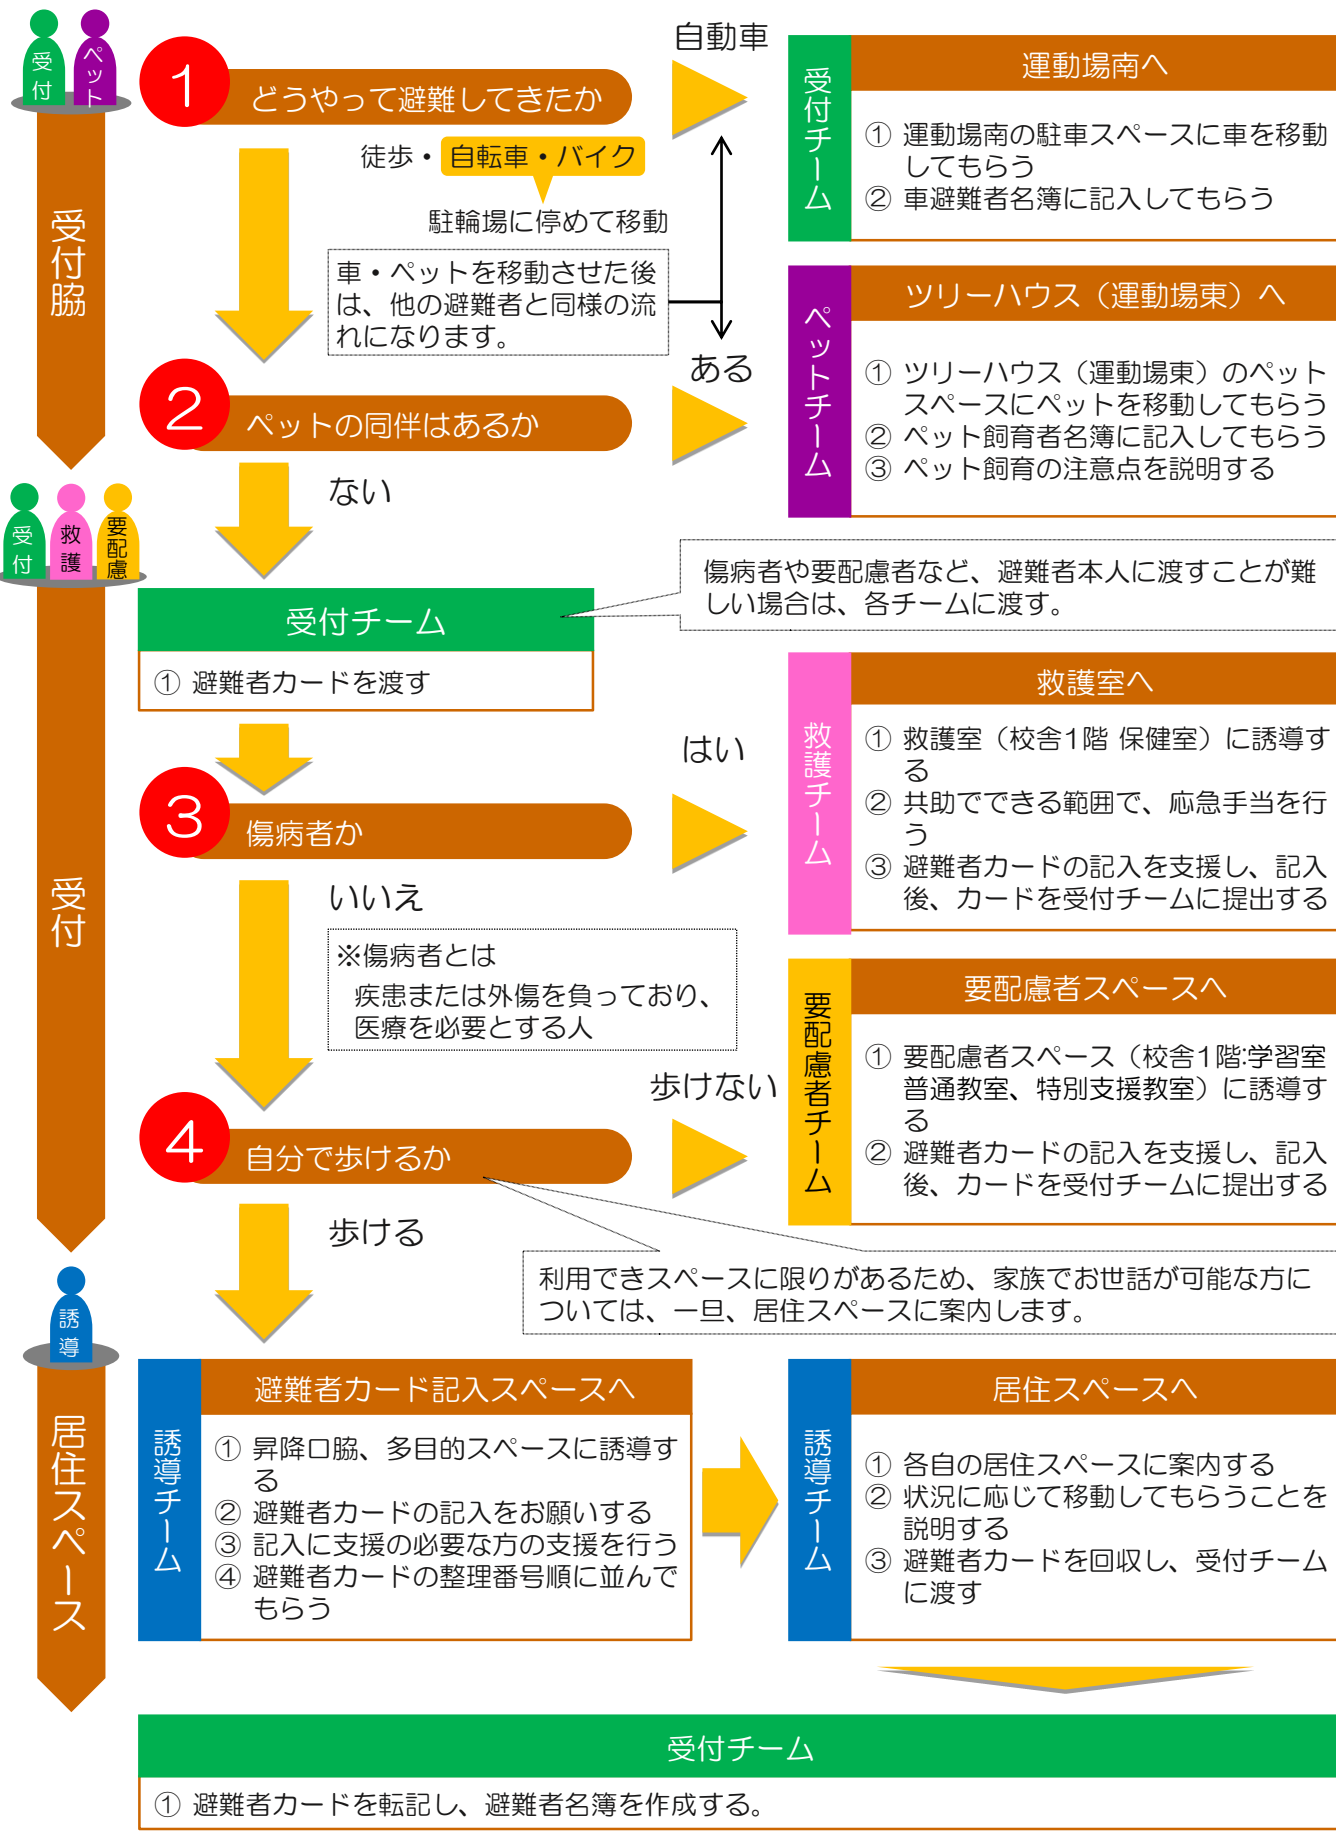 受付
ペット
受付脇
1
どうやって避難してきたか
自動車
徒歩・自転車・バイク
駐輪場に停めて移動
車・ペットを移動させた後
は、他の避難者と同様の流
れになります。
受付チーム
運動場南へ
① 運動場南の駐車スペースに車を移動
してもらう
② 車避難者名簿に記入してもらう
2
ペットの同伴はあるか
ある
ない
ペットチーム
ツリーハウス（運動場東）へ
① ツリーハウス（運動場東）のペット
スペースにペットを移動してもらう
② ペット飼育者名簿に記入してもらう
③ ペット飼育の注意点を説明する
受付
救護
要配慮
受付
受付チーム
① 避難者カードを渡す
傷病者や要配慮者など、避難者本人に渡すことが難
しい場合は、各チームに渡す。
3
傷病者か
はい
いいえ
※傷病者とは
疾患または外傷を負っており、
医療を必要とする人
救護チーム
救護室へ
① 救護室（校舎1階 保健室）に誘導す
る
② 共助でできる範囲で、応急手当を行
う
③ 避難者カードの記入を支援し、記入
後、カードを受付チームに提出する
4
自分で歩けるか
歩けない
歩ける
要配慮者チーム
要配慮者スペースへ
① 要配慮者スペース（校舎1階:学習室
普通教室、特別支援教室）に誘導す
る
② 避難者カードの記入を支援し、記入
後、カードを受付チームに提出する
利用できスペースに限りがあるため、家族でお世話が可能な方に
ついては、一旦、居住スペースに案内します。
誘導
居住スペース
誘導チーム
避難者カード記入スペースへ
① 昇降口脇、多目的スペースに誘導す
る
② 避難者カードの記入をお願いする
③ 記入に支援の必要な方の支援を行う
④ 避難者カードの整理番号順に並んで
もらう
誘導チーム
居住スペースへ
① 各自の居住スペースに案内する
② 状況に応じて移動してもらうことを
説明する
③ 避難者カードを回収し、受付チーム
に渡す
受付チーム
① 避難者カードを転記し、避難者名簿を作成する。